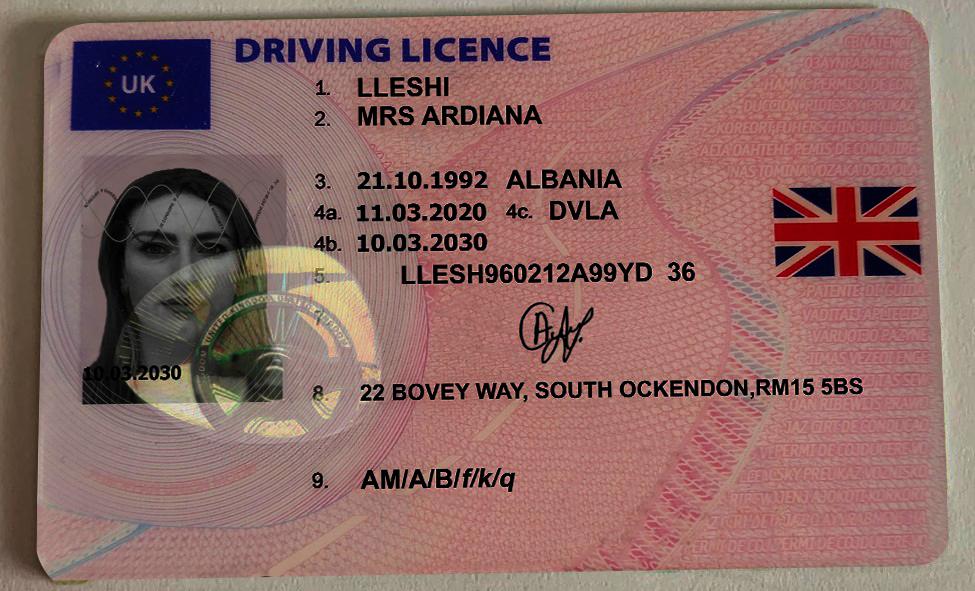 UK
DRIVING LICENCE
1. LLESHI
2. MRS ARDIANA
3. 21.10.1992 ALBANIA
4a. 11.03.2020 4c. DVLA
4b. 10.03.2030
5. LLESH960212A99YD 36
10.03.2030
8. 22 BOVEY WAY, SOUTH OCKENDON,RM15 5BS
9. AM/A/B/f/k/q